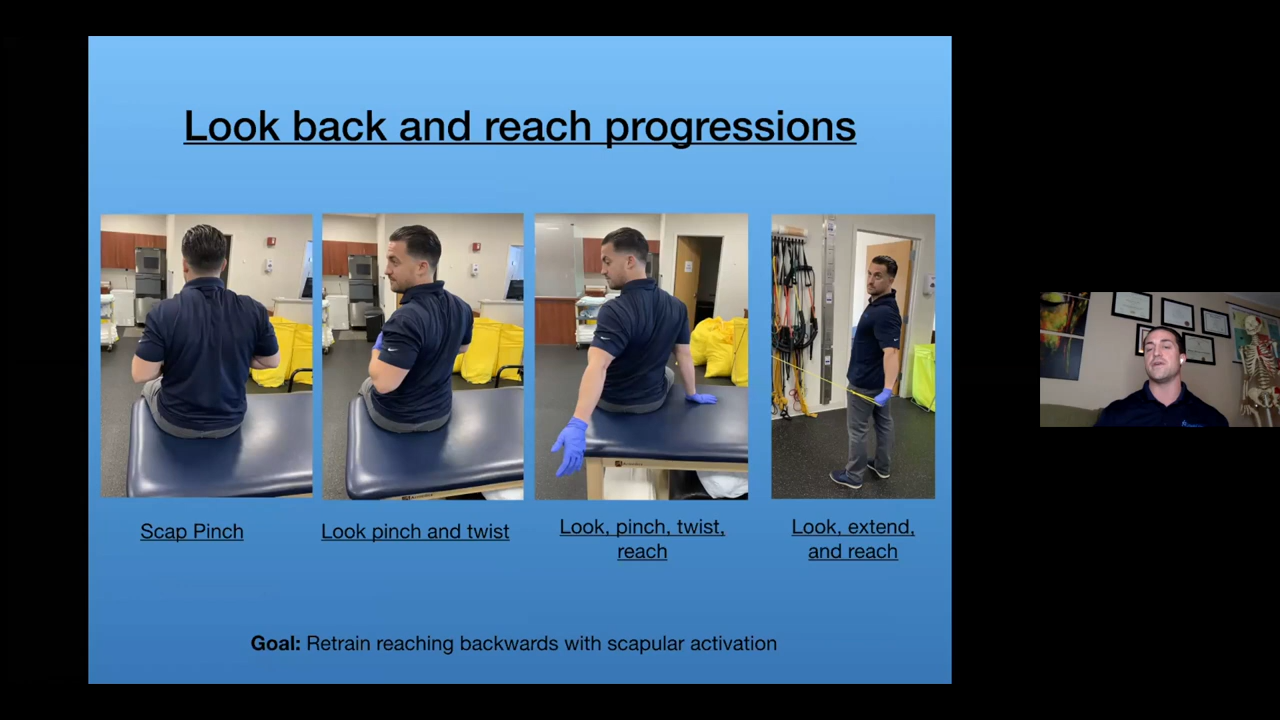 Look back and reach progressions
Scap Pinch
Look pinch and twist
Look, pinch, twist,
reach
Look, extend,
and reach
Goal: Retrain reaching backwards with scapular activation